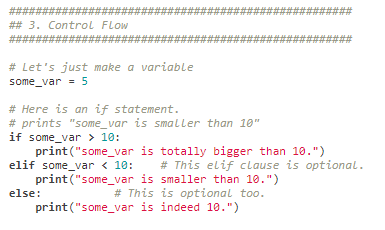 ####################################################
## 3. Control Flow
####################################################
# Let's just make a variable
some_var = 5
# Here is an if statement.
# prints "some_var is smaller than 10"
if some_var > 10:
    print("some_var is totally bigger than 10.")
elif some_var < 10:    # This elif clause is optional.
    print("some_var is smaller than 10.")
else:           # This is optional too.
    print("some_var is indeed 10.")